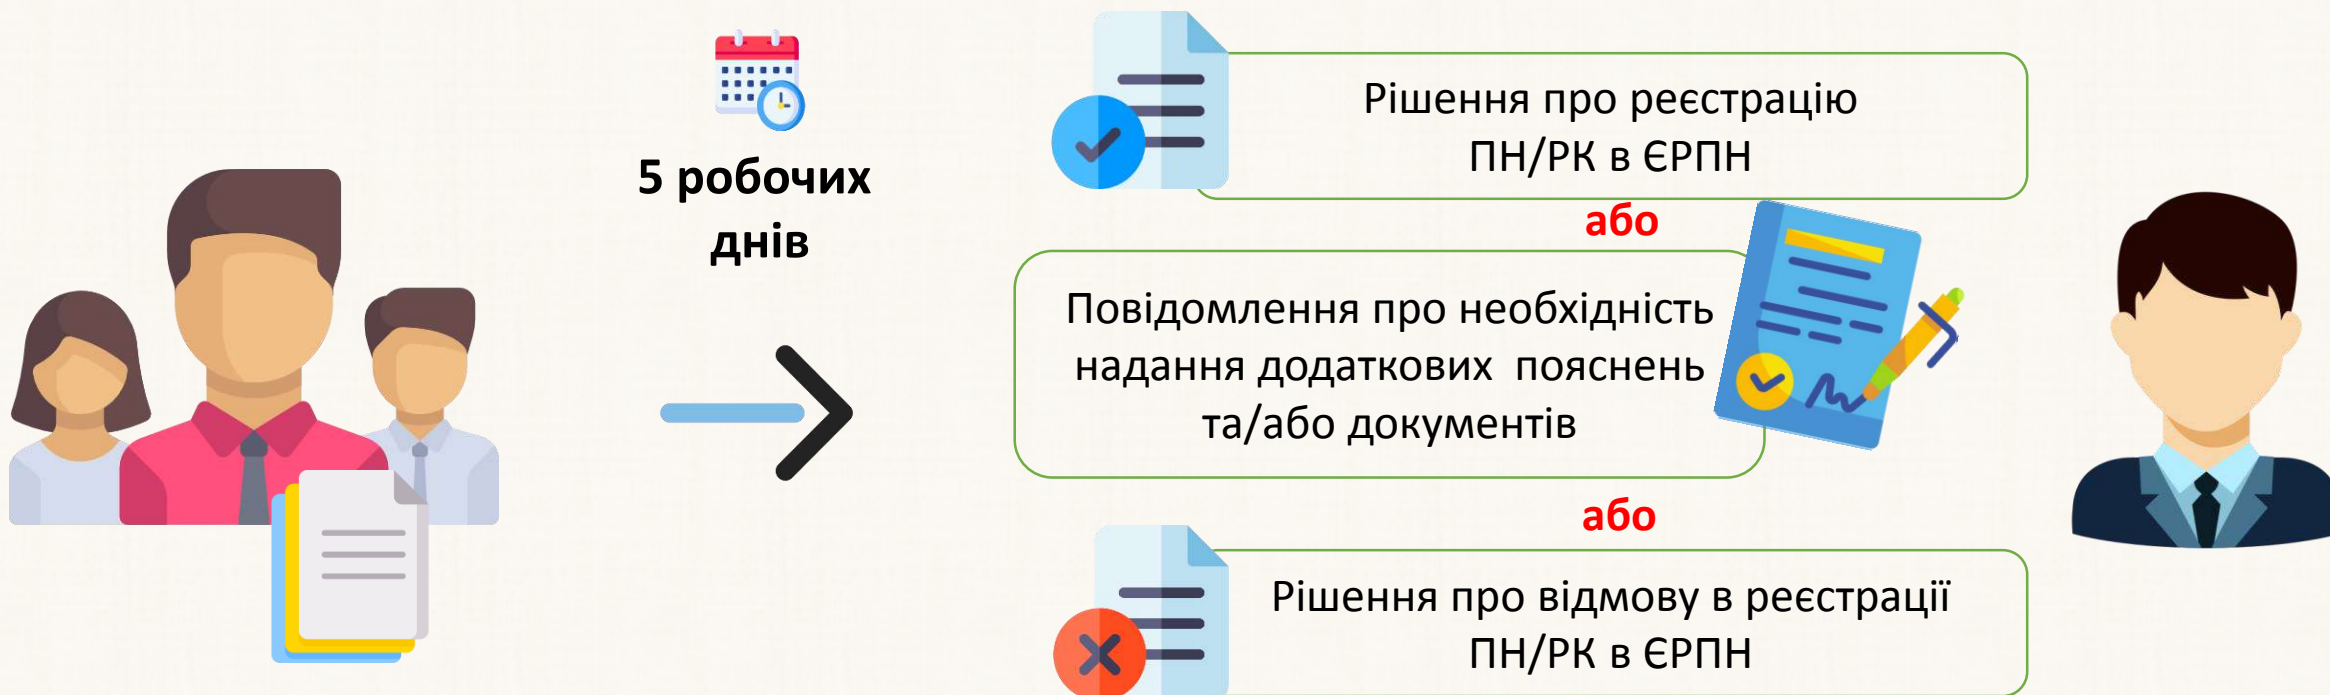 5 робочих
днів
Рішення про реєстрацію
ПН/РК в ЄРПН
або
Повідомлення про необхідність
надання додаткових пояснень
та/або документів
або
Рішення про відмову в реєстрації
ПН/РК в ЄРПН